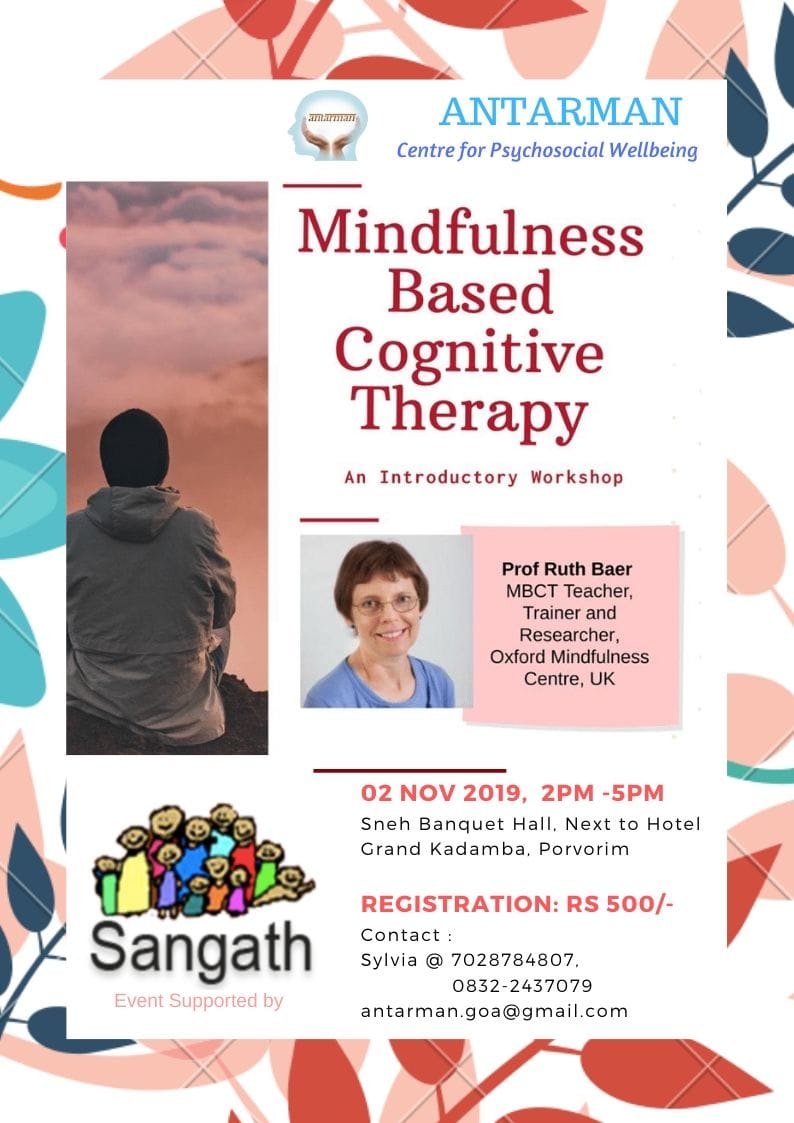 antarman
ANTARMAN
Centre for Psychosocial Wellbeing
Mindfulness
Based
Cognitive
Therapy
An Introductory Workshop
Prof Ruth Baer
MBCT Teacher,
Trainer and
Researcher,
Oxford Mindfulness
Centre, UK
02 NOV 2019, 2PM -5PM
Sneh Banquet Hall, Next to Hotel
Grand Kadamba, Porvorim
REGISTRATION: RS 500/-
Contact :
Sylvia @ 7028784807,
0832-2437079
antarman.goa@gmail.com
Sangath
Event Supported by